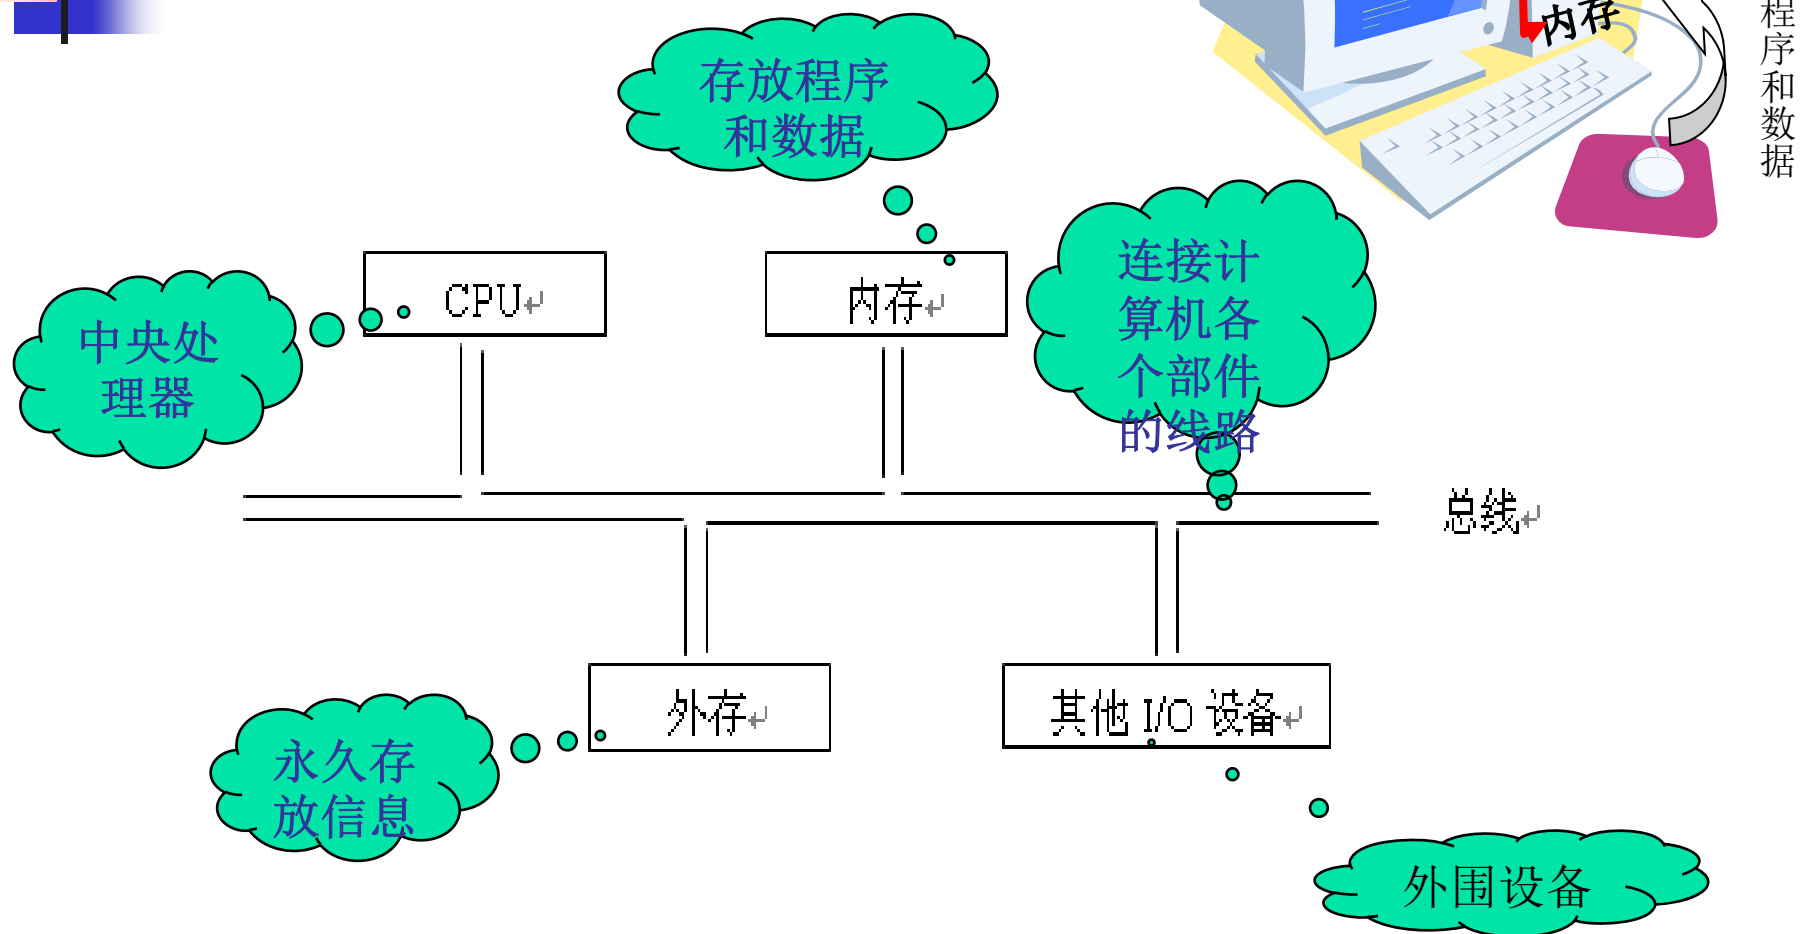 内存
程序和数据
存放程序
和数据
CPU
内存
连接计
算机各
个部件
的线路
中央处
理器
总线
外存
其他 I/O 设备
永久存
放信息
外围设备